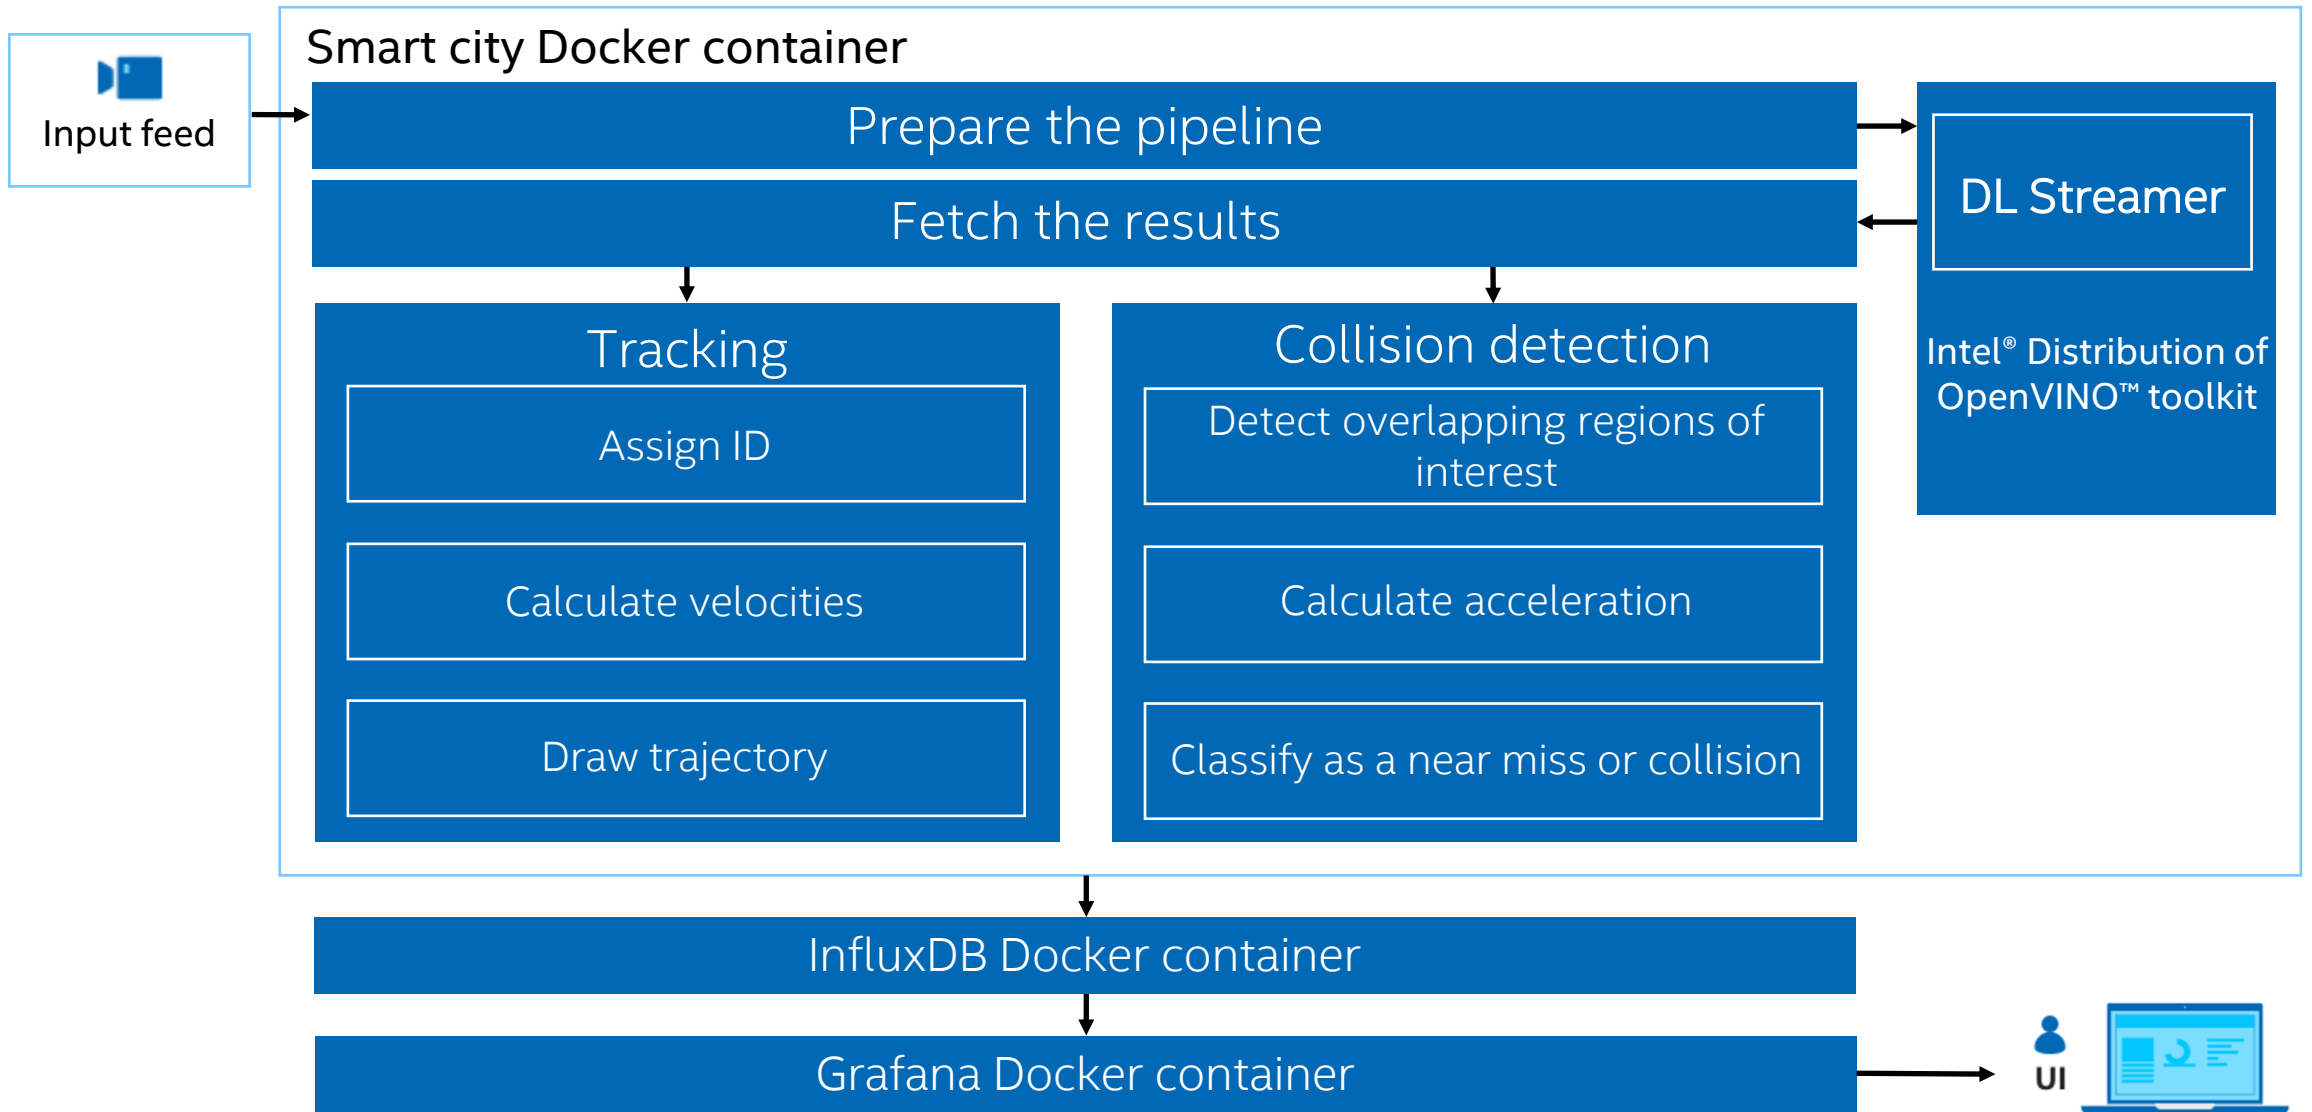 Smart city Docker container
Input feed
Prepare the pipeline
Fetch the results
DL Streamer
Intel® Distribution of
OpenVINO™ toolkit
Tracking
Assign ID
Calculate velocities
Draw trajectory
Collision detection
Detect overlapping regions of
interest
Calculate acceleration
Classify as a near miss or collision
InfluxDB Docker container
Grafana Docker container
UI